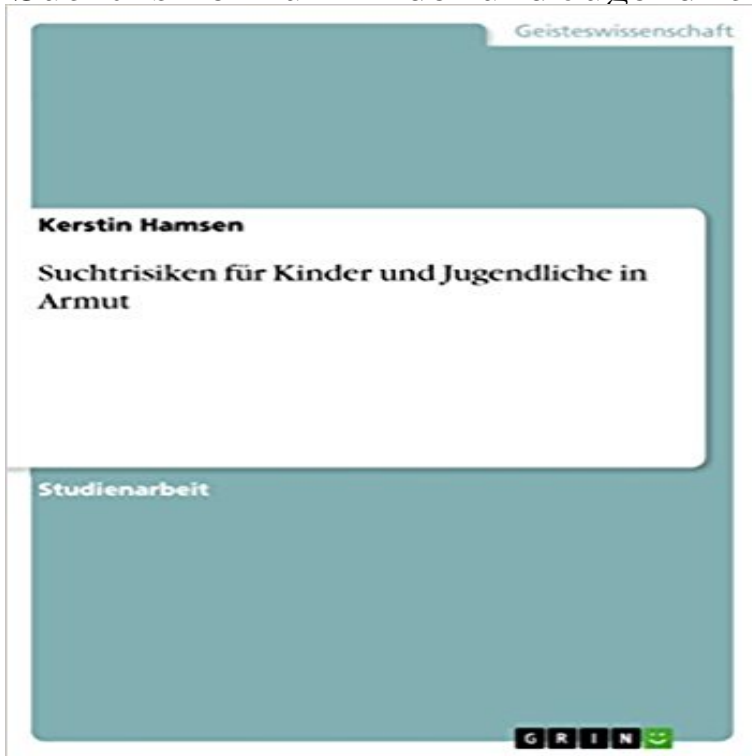 Geisteswissenschaft
Kerstin Hamsen
Suchtrisiken für Kinder und Jugendliche in
Armut
Studienarbeit
GRIN